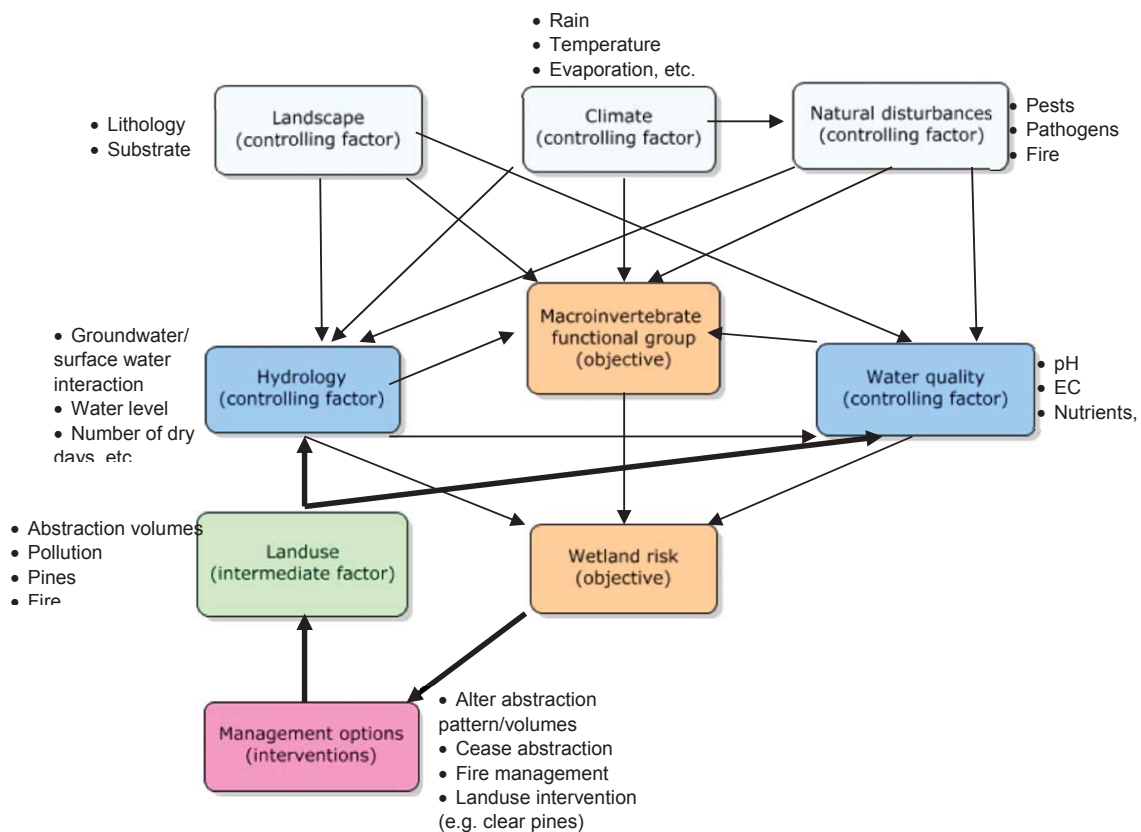 • Rain
• Temperature
• Evaporation, etc.
Landscape
(controlling factor)
Climate
(controlling factor)
Natural disturbances
(controlling factor)
• Lithology
• Substrate
• Pests
• Pathogens
• Fire
Macroinvertebrate
functional group
(objective)
• Groundwater/
surface water
interaction
• Water level
• Number of dry
days, etc
Hydrology
(controlling factor)
Water quality
(controlling factor)
• pH
• EC
• Nutrients,
• Abstraction volumes
• Pollution
• Pines
• Fire
Landuse
(intermediate factor)
Wetland risk
(objective)
Management options
(interventions)
• Alter abstraction
pattern/volumes
• Cease abstraction
• Fire management
• Landuse intervention
(e.g. clear pines)